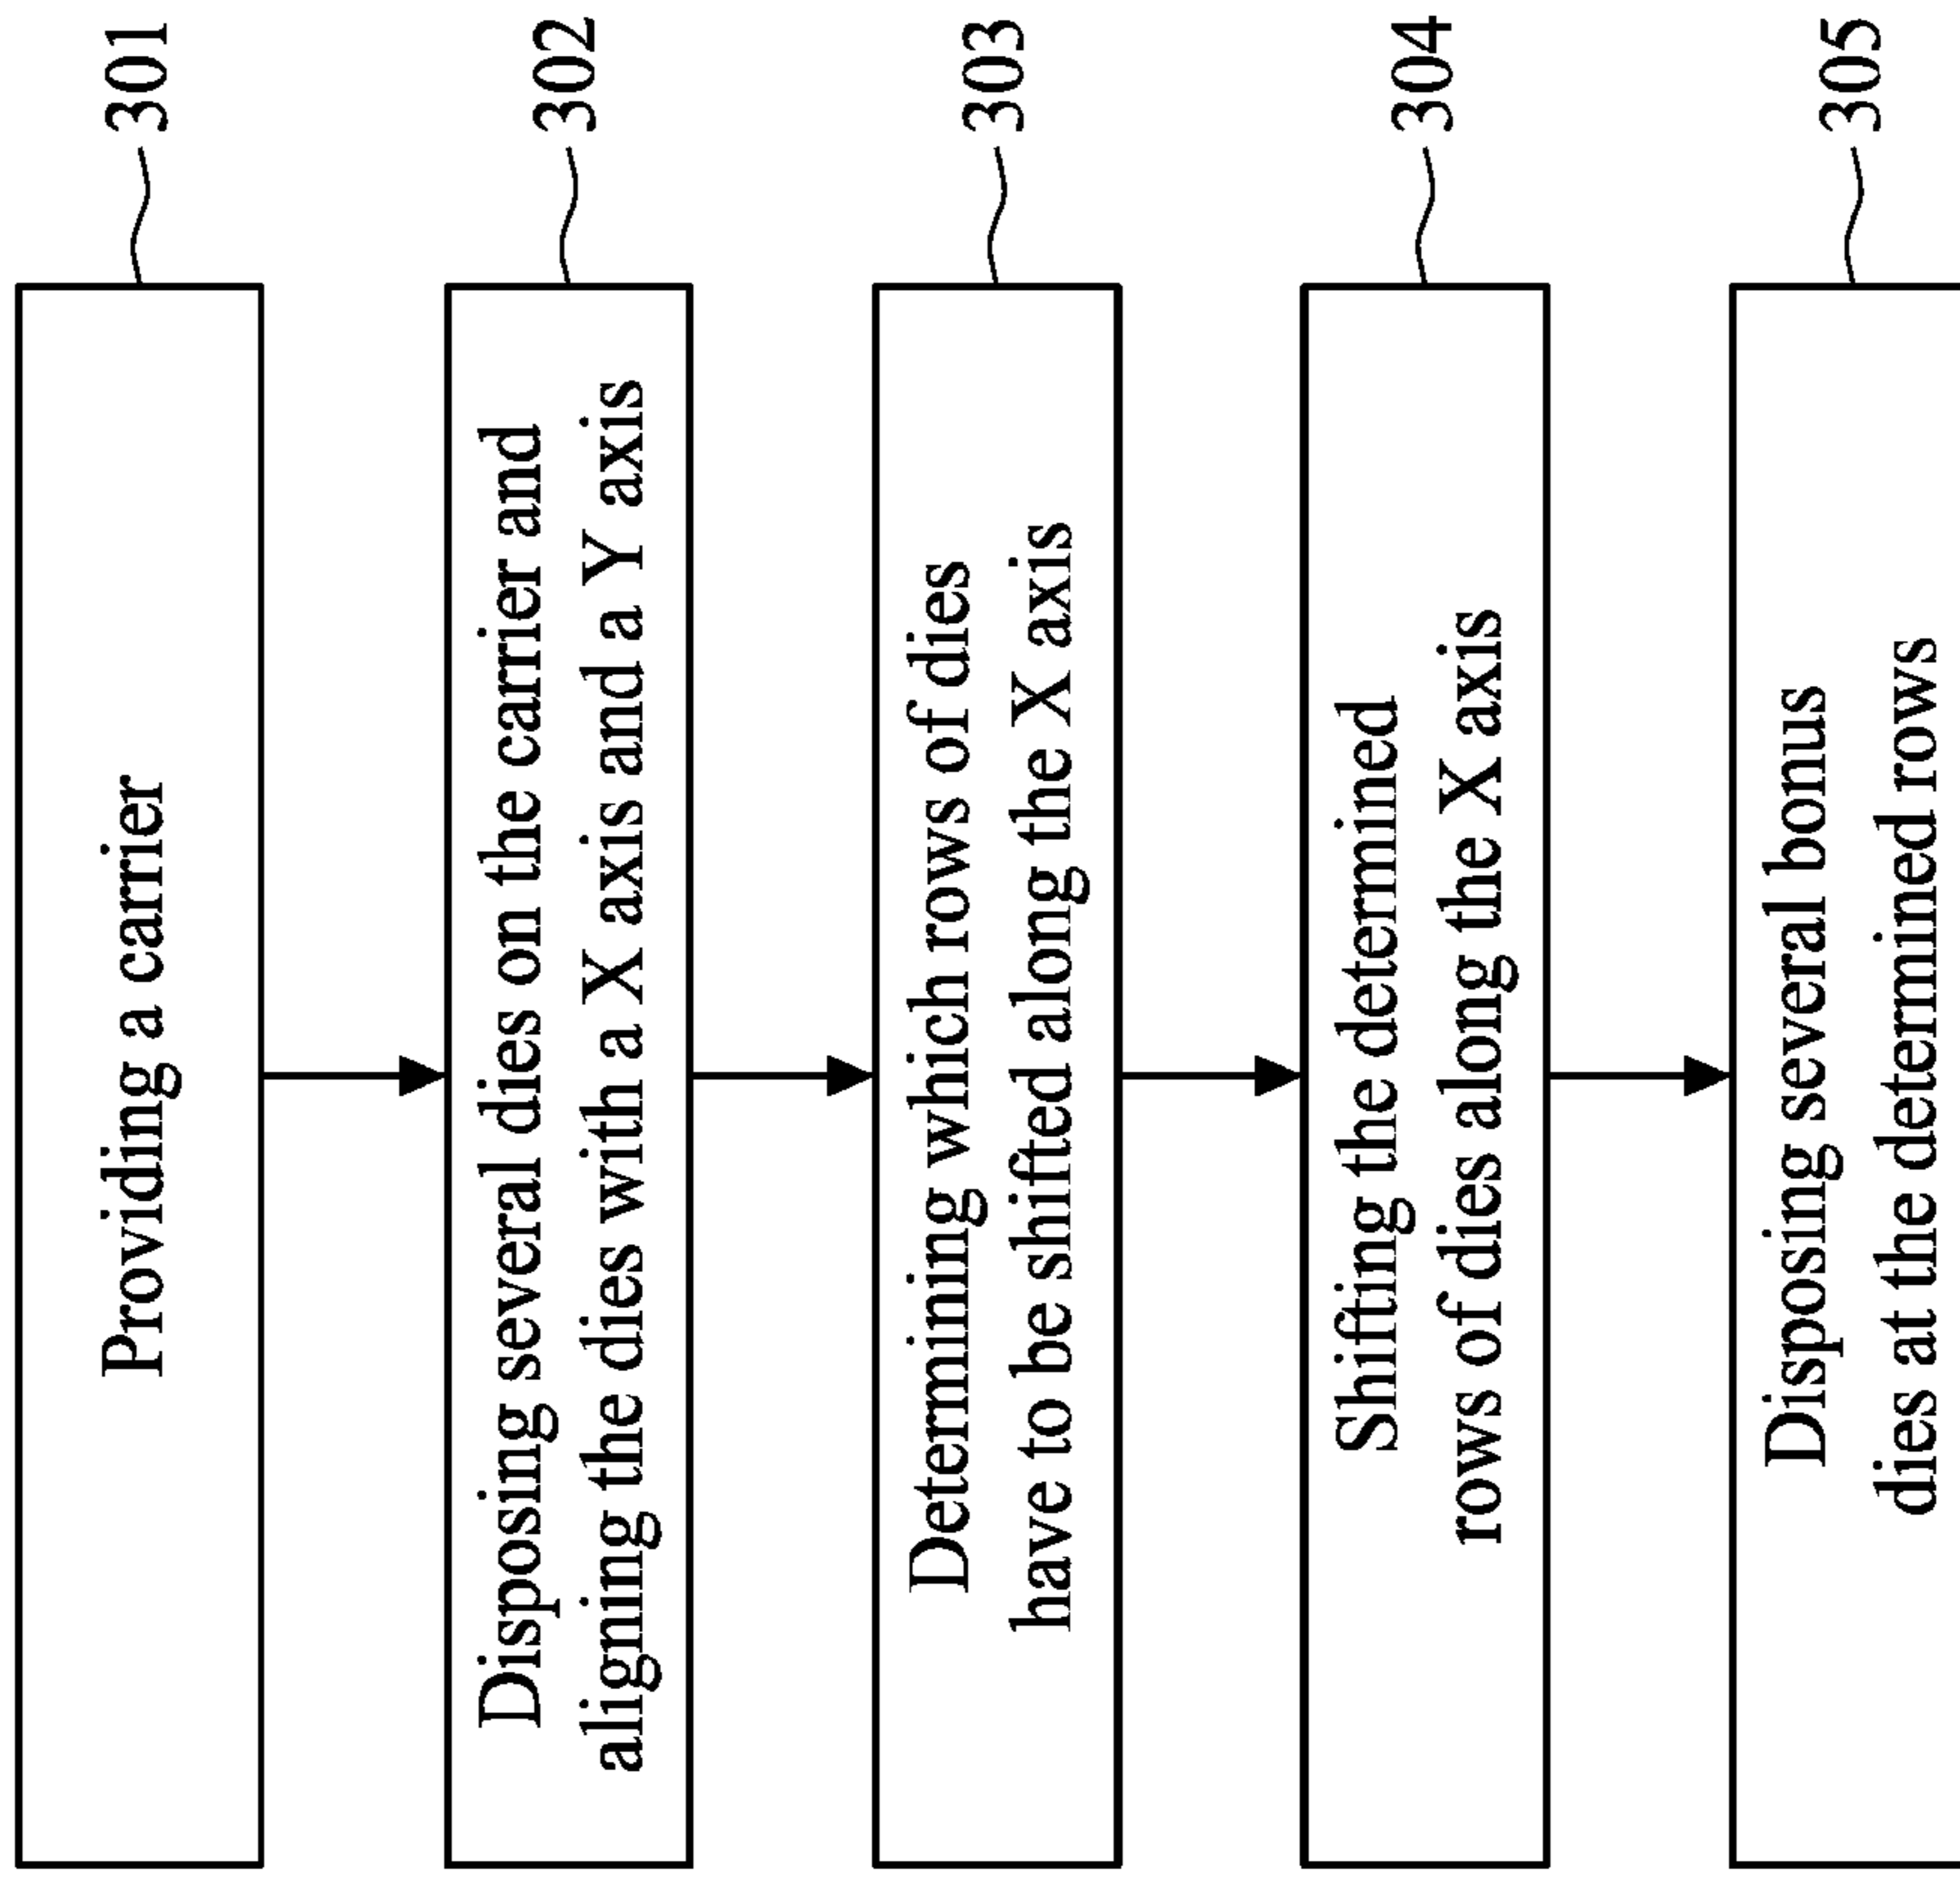 Providing a carrier
301
Disposing several dies on the carrier and
aligning the dies with a X axis and a Y axis
302
Determining which rows of dies
have to be shifted along the X axis
303
Shifting the determined
rows of dies along the X axis
304
Disposing several bonus
dies at the determined rows
305